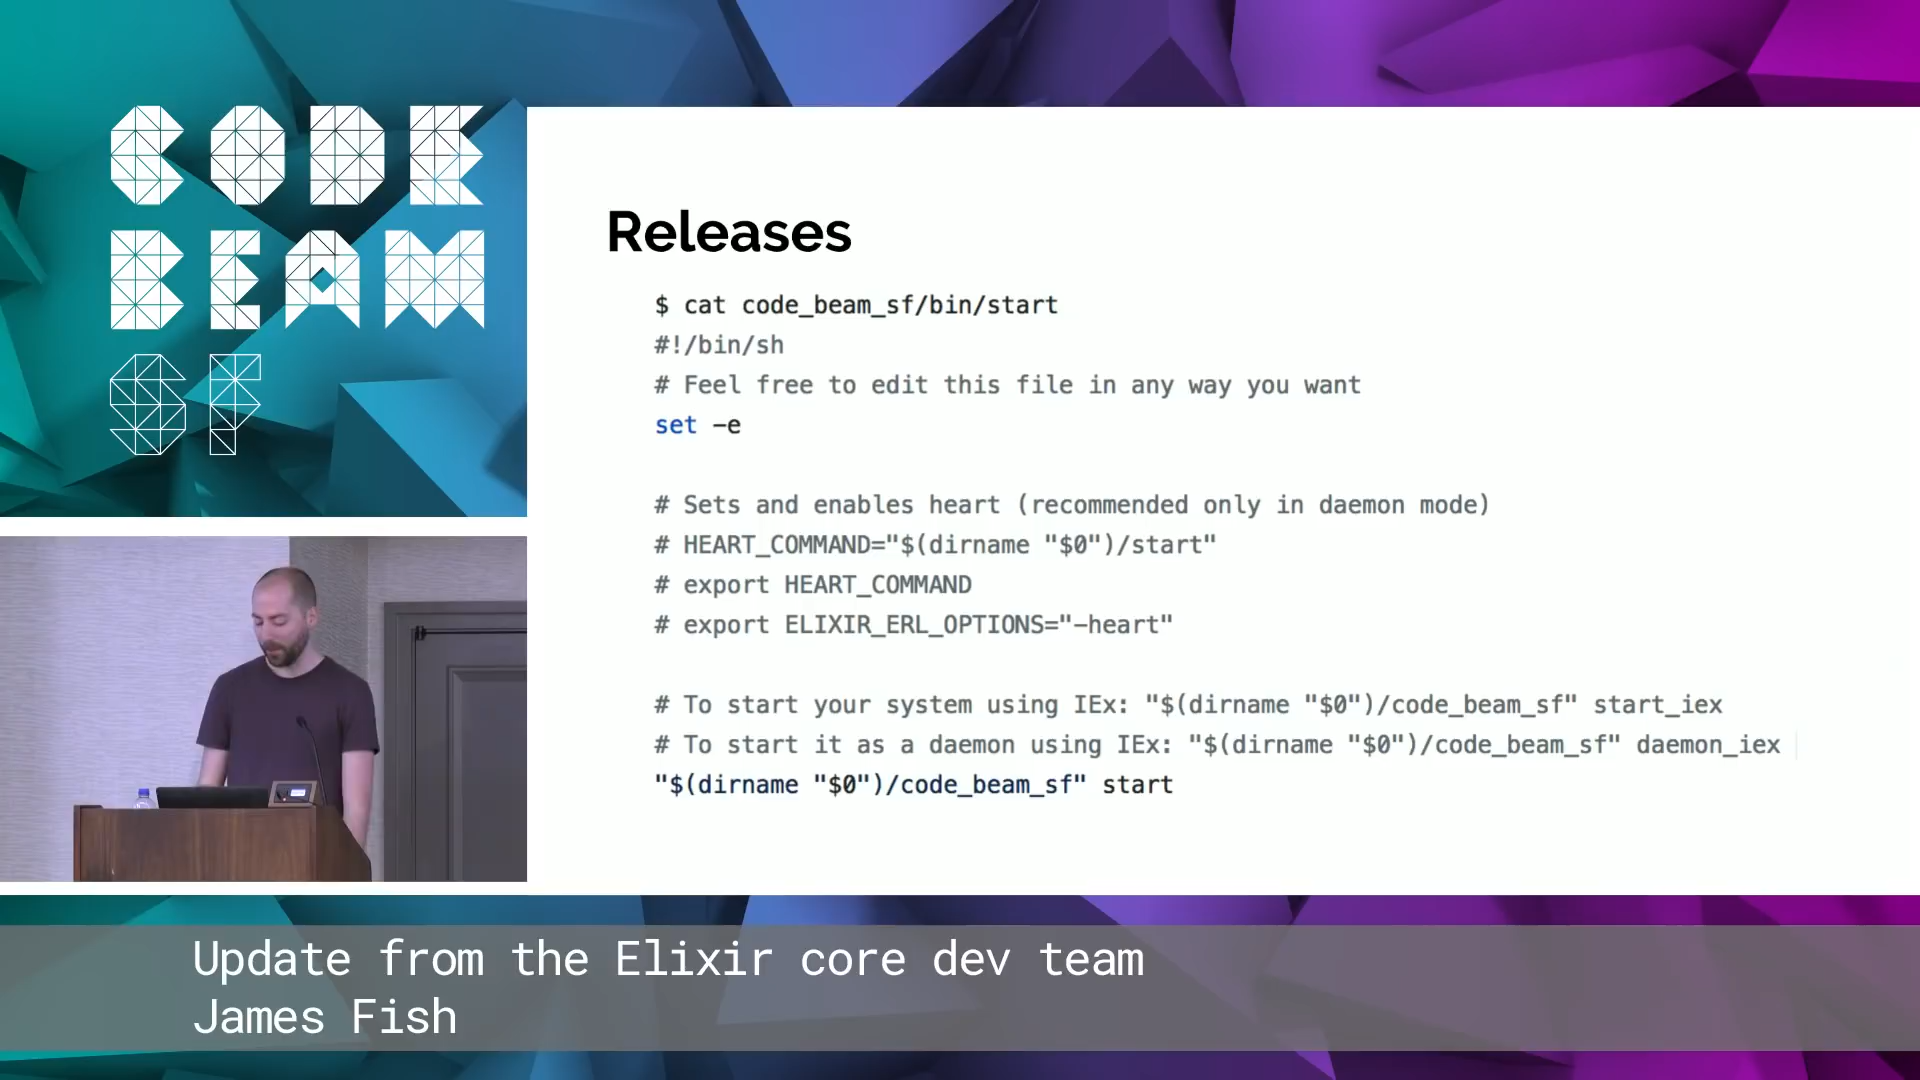 CODE
BEAM
SF
Releases
$ cat code_beam_sf/bin/start
#!/bin/sh
# Feel free to edit this file in any way you want
set -e
# Sets and enables heart (recommended only in daemon mode)
# HEART_COMMAND="$(dirname "$0")/start"
# export HEART_COMMAND
# export ELIXIR_ERL_OPTIONS="-heart"
# To start your system using IEx: "$(dirname "$0")/code_beam_sf" start_iex
# To start it as a daemon using IEx: "$(dirname "$0")/code_beam_sf" daemon_iex
"$(dirname "$0")/code_beam_sf" start
Update from the Elixir core dev team
James Fish